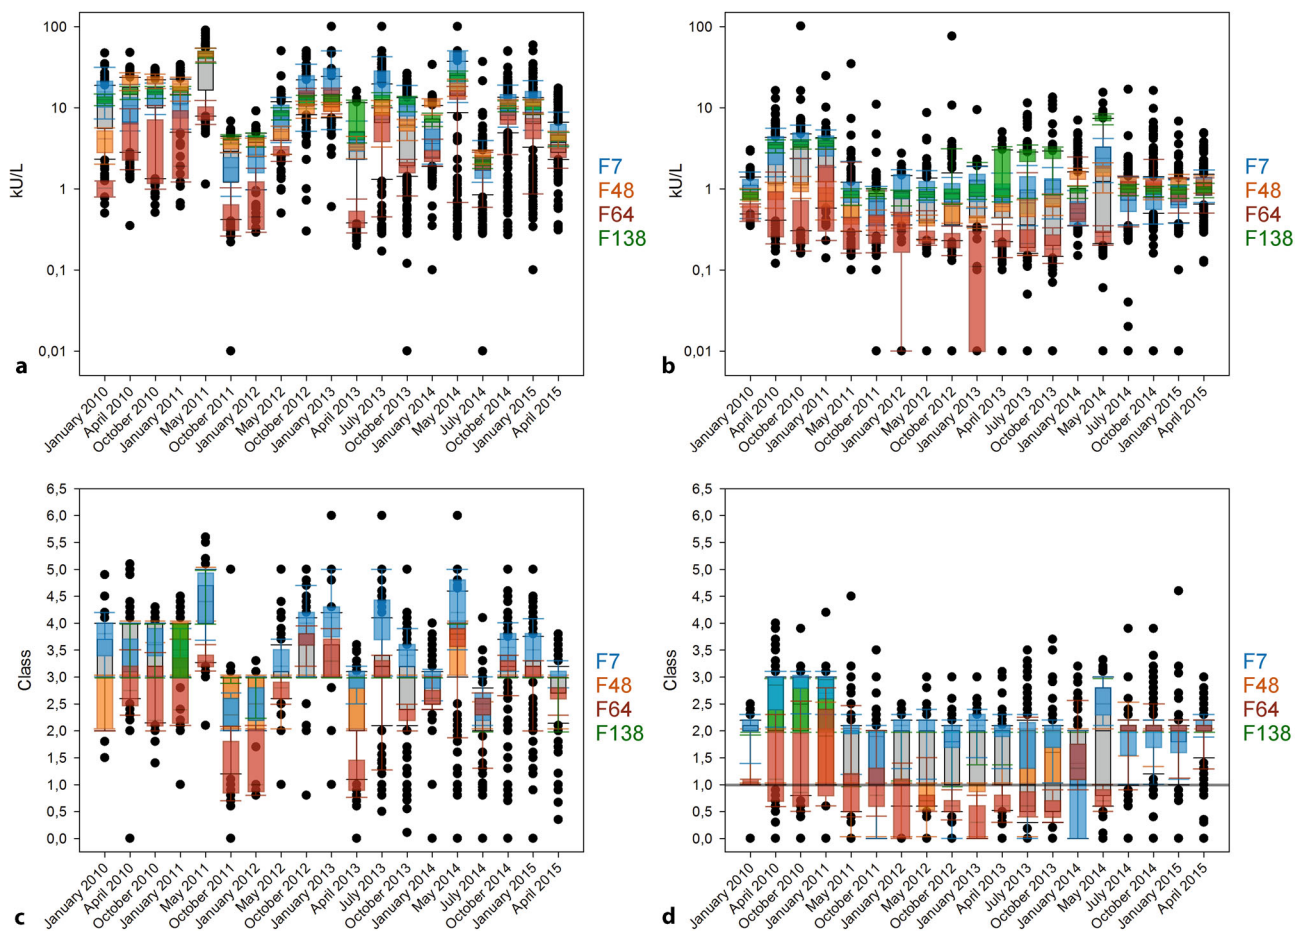 100
10
1
0,1
0,01
kU/L
a
January 2010
April 2010
October 2010
January 2011
May 2011
October 2011
January 2012
May 2012
October 2012
January 2013
April 2013
July 2013
October 2013
January 2014
May 2014
July 2014
October 2014
January 2015
April 2015
F7
F48
F64
F138
100
10
1
0,1
0,01
kU/L
b
January 2010
April 2010
October 2010
January 2011
May 2011
October 2011
January 2012
May 2012
October 2012
January 2013
April 2013
July 2013
October 2013
January 2014
May 2014
July 2014
October 2014
January 2015
April 2015
F7
F48
F64
F138
6,5
6,0
5,5
5,0
4,5
4,0
3,5
3,0
2,5
2,0
1,5
1,0
0,5
0,0
Class
c
January 2010
April 2010
October 2010
January 2011
May 2011
October 2011
January 2012
May 2012
October 2012
January 2013
April 2013
July 2013
October 2013
January 2014
May 2014
July 2014
October 2014
January 2015
April 2015
F7
F48
F64
F138
6,5
6,0
5,5
5,0
4,5
4,0
3,5
3,0
2,5
2,0
1,5
1,0
0,5
0,0
Class
d
January 2010
April 2010
October 2010
January 2011
May 2011
October 2011
January 2012
May 2012
October 2012
January 2013
April 2013
July 2013
October 2013
January 2014
May 2014
July 2014
October 2014
January 2015
April 2015
F7
F48
F64
F138